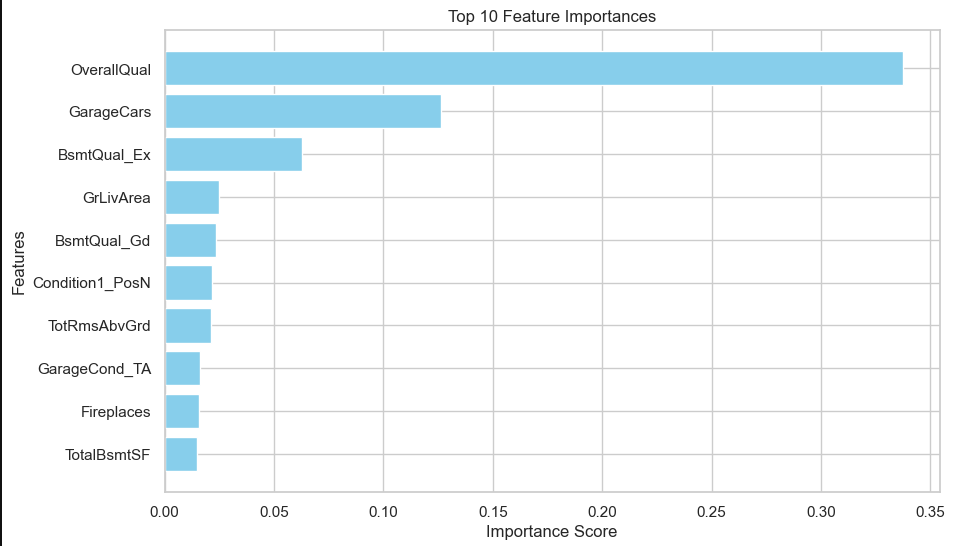 Top 10 Feature Importances
OverallQual
GarageCars
BsmtQual_Ex
GrLivArea
BsmtQual_Gd
Condition1_PosN
TotRmsAbvGrd
GarageCond_TA
Fireplaces
TotalBsmtSF
Features
0.00 0.05 0.10 0.15 0.20 0.25 0.30 0.35
Importance Score